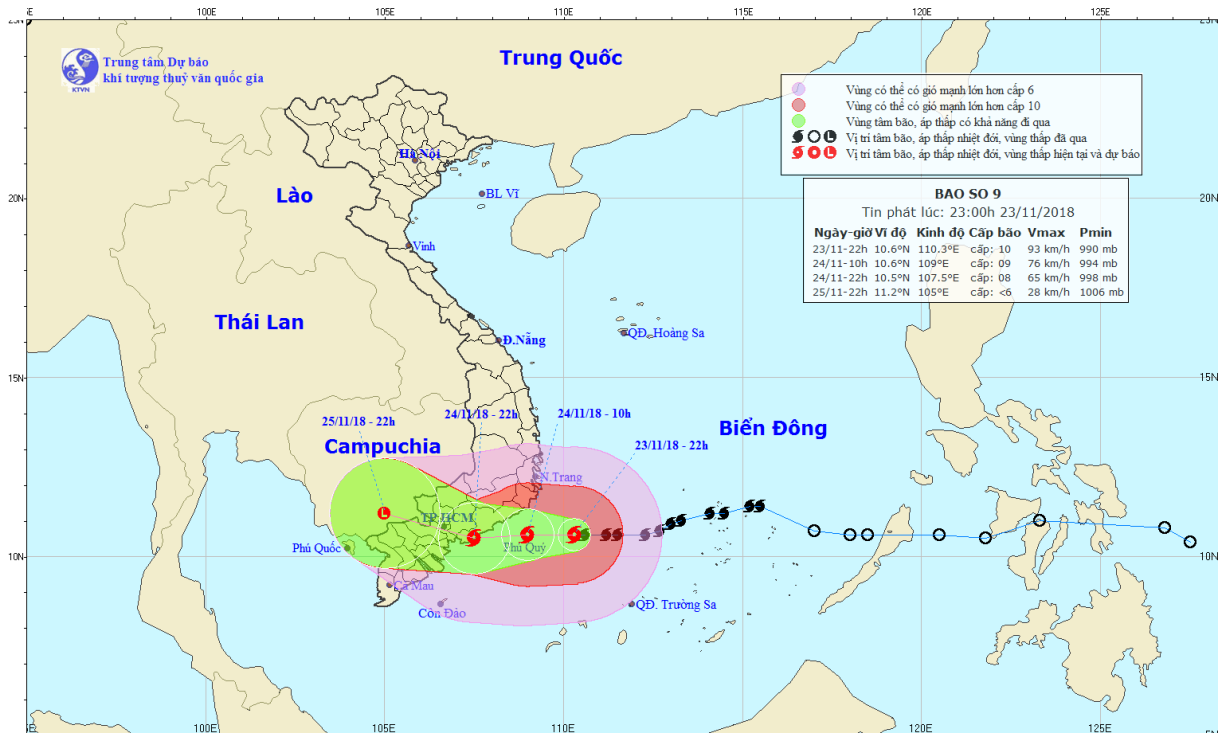 100E
105E
110E
115E
120E
125E
Trung Quốc
Trung tâm Dự báo
khí tượng thuỷ văn quốc gia
KTVN
Vùng có thể có gió mạnh lớn hơn cấp 6
Vùng có thể có gió mạnh lớn hơn cấp 10
Vùng tâm bão, áp thấp có khả năng đi qua
L Vị trí tâm bão, áp thấp nhiệt đới, vùng thấp đã qua
L Vị trí tâm bão, áp thấp nhiệt đới, vùng thấp hiện tại và dự báo
Hà Nội
BAO SO 9
Tin phát lúc: 23:00h 23/11/2018
Ngày-giờ Vĩ độ Kinh độ Cấp bão Vmax Pmin
23/11-22h 10.6°N 110.3°E cấp: 10 93 km/h 990 mb
24/11-10h 10.6°N 109°E cấp: 09 76 km/h 994 mb
24/11-22h 10.5°N 107.5°E cấp: 08 65 km/h 998 mb
25/11-22h 11.2°N 105°E cấp: <6 28 km/h 1006 mb
Lào
BL Vĩ
20N
20N
Vinh
Thái Lan
QĐ. Hoàng Sa
Đ.Nẵng
15N
15N
25/11/18 - 22h
24/11/18 - 22h
24/11/18 - 10h
Biển Đông
Campuchia
23/11/18 - 22h
N.Trang
L
TP.HCM
Phú Quốc
Phú Quý
10N
10N
Cà Mau
Côn Đảo
QĐ. Trường Sa
100E
105E
110E
115E
120E
125E